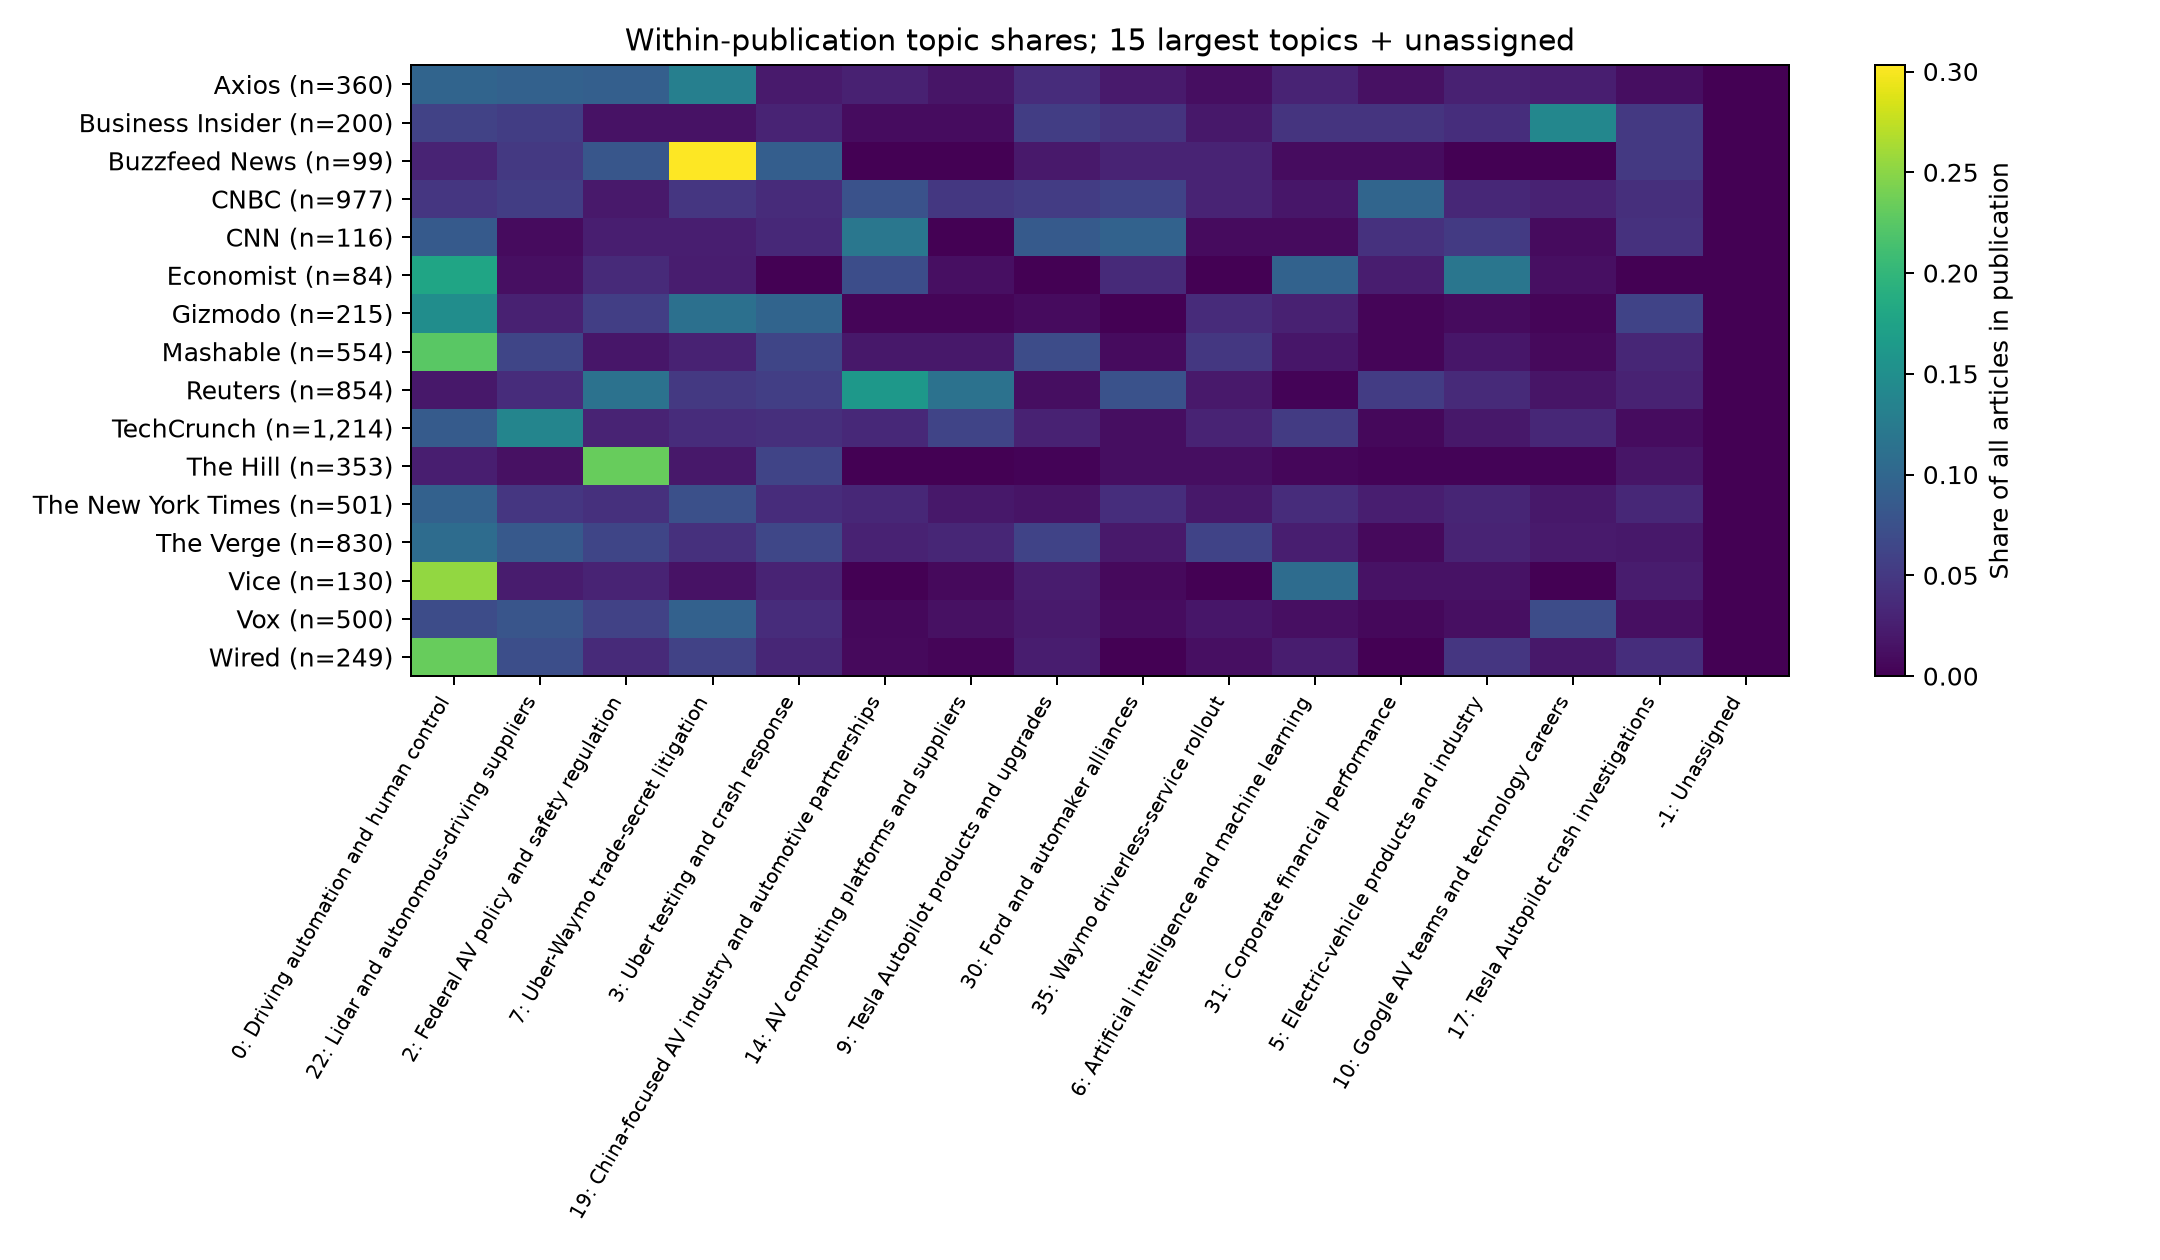 Within-publication topic shares; 15 largest topics + unassigned
Axios (n=360)
Business Insider (n=200)
Buzzfeed News (n=99)
CNBC (n=977)
CNN (n=116)
Economist (n=84)
Gizmodo (n=215)
Mashable (n=554)
Reuters (n=854)
TechCrunch (n=1,214)
The Hill (n=353)
The New York Times (n=501)
The Verge (n=830)
Vice (n=130)
Vox (n=500)
Wired (n=249)
0: Driving automation and human control
22: Lidar and autonomous-driving suppliers
2: Federal AV policy and safety regulation
7: Uber-Waymo trade-secret litigation
3: Uber testing and crash response
19: China-focused AV industry and automotive partnerships
14: AV computing platforms and suppliers
9: Tesla Autopilot products and upgrades
30: Ford and automaker alliances
35: Waymo driverless-service rollout
6: Artificial intelligence and machine learning
31: Corporate financial performance
5: Electric-vehicle products and industry
10: Google AV teams and technology careers
17: Tesla Autopilot crash investigations
-1: Unassigned
0.30
0.25
0.20
0.15
0.10
0.05
0.00
Share of all articles in publication